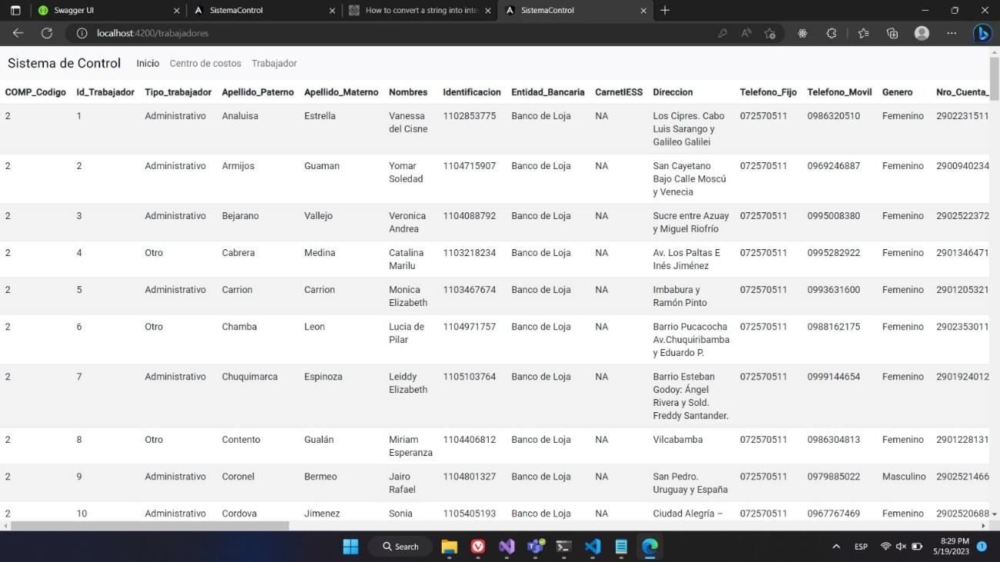 Swagger UI
SistemaControl
How to convert a string into inte
SistemaControl
localhost:4200/trabajadores
Sistema de Control Inicio Centro de costos Trabajador
COMP_Codigo Id_Trabajador Tipo_trabajador Apellido_Paterno Apellido_Materno Nombres Identificacion Entidad_Bancaria CarnetIESS Direccion Telefono_Fijo Telefono_Movil Genero Nro_Cuenta_
2 1 Administrativo Analuisa Estrella Vanessa 1102853775 Banco de Loja NA Los Cipres. Cabo 072570511 0986320510 Femenino 2902231511
del Cisne Luis Sarango y
Galileo Galilei
2 2 Administrativo Armijos Guaman Yomar 1104715907 Banco de Loja NA San Cayetano 072570511 0969246887 Femenino 2900940234
Soledad Bajo Calle Moscú
y Venecia
2 3 Administrativo Bejarano Vallejo Veronica 1104088792 Banco de Loja NA Sucre entre Azuay 072570511 0995008380 Femenino 2902522372
Andrea y Miguel Riofrío
2 4 Otro Cabrera Medina Catalina 1103218234 Banco de Loja NA Av. Los Paltas E 072570511 0995282922 Femenino 2901346471
Marilu Inés Jiménez
2 5 Administrativo Carrion Carrion Monica 1103467674 Banco de Loja NA Imbabura y 072570511 0993631600 Femenino 2901205321
Elizabeth Ramón Pinto
2 6 Otro Chamba Leon Lucia de 1104971757 Banco de Loja NA Barrio Pucacocha 072570511 0988162175 Femenino 2902353011
Pilar Av.Chuquiribamba
y Eduardo P.
2 7 Administrativo Chuquimarca Espinoza Leiddy 1105103764 Banco de Loja NA Barrio Esteban 072570511 0999144654 Femenino 2901924012
Elizabeth Godoy: Ángel
Rivera y Sold.
Freddy Santander.
2 8 Otro Contento Gualán Miriam 1104406812 Banco de Loja NA Vilcabamba 072570511 0986304813 Femenino 2901228131
Esperanza
2 9 Administrativo Coronel Bermeo Jairo 1104801327 Banco de Loja NA San Pedro. 072570511 0979885022 Masculino 2902521466
Rafael Uruguay y España
2 10 Administrativo Cordova Jimenez Sonia 1105405193 Banco de Loja NA Ciudad Alegría – 072570511 0967767469 Femenino 2902520688
Search
ESP
8:29 PM
5/19/2023
1